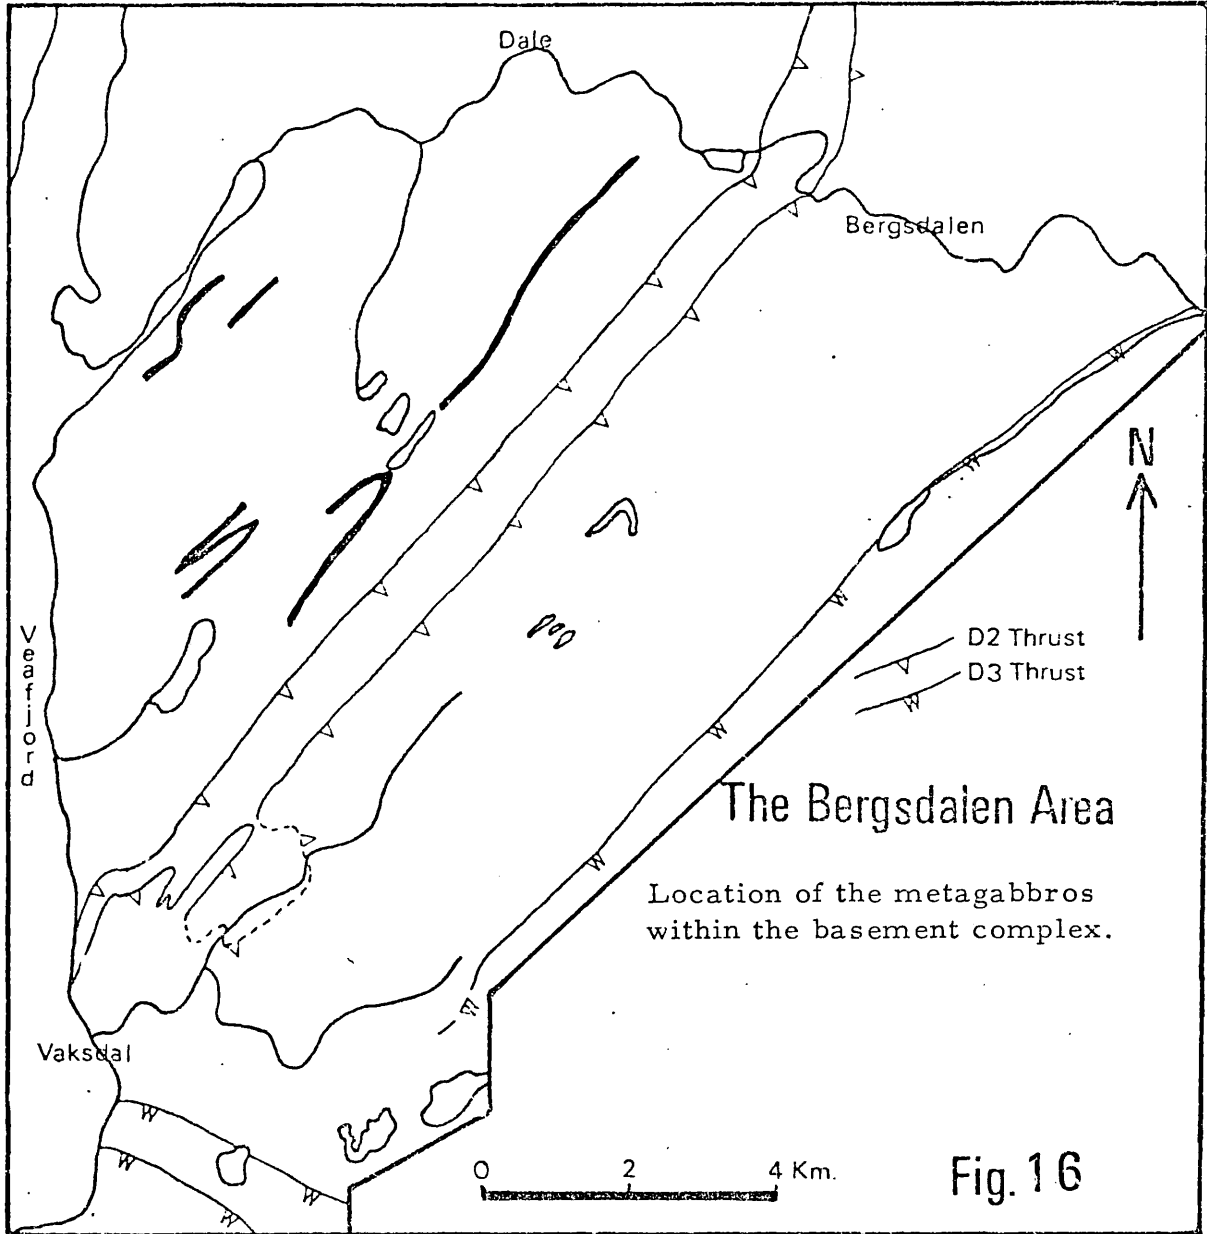 Dale
Bergsdalen
N
Veafjord
D2 Thrust
D3 Thrust
The Bergsdalen Area
Location of the metagabbros
within the basement complex.
Vaksdal
0 2 4 Km.
Fig. 16